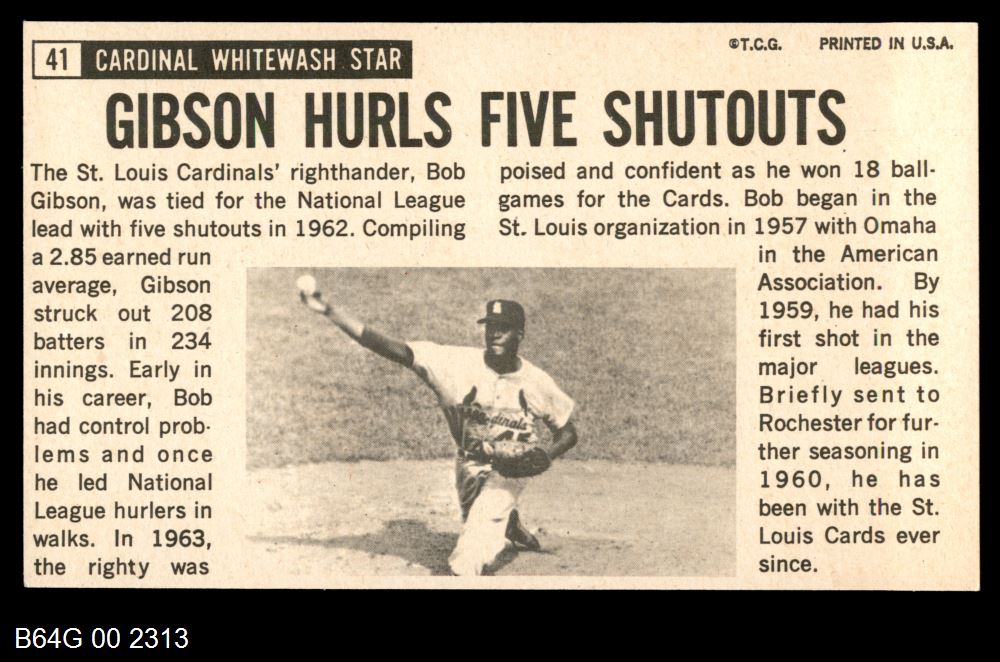 41 CARDINAL WHITEWASH STAR
©T.C.G. PRINTED IN U.S.A.
GIBSON HURLS FIVE SHUTOUTS
The St. Louis Cardinals' righthander, Bob
Gibson, was tied for the National League
lead with five shutouts in 1962. Compiling
a 2.85 earned run
average, Gibson
struck out 208
batters in 234
innings. Early in
his career, Bob
had control prob-
lems and once
he led National
League hurlers in
walks. In 1963,
the righty was
poised and confident as he won 18 ball-
games for the Cards. Bob began in the
St. Louis organization in 1957 with Omaha
in the American
Association. By
1959, he had his
first shot in the
major leagues.
Briefly sent to
Rochester for fur-
ther seasoning in
1960, he has
been with the St.
Louis Cards ever
since.
Cardinals
45
B64G 00 2313